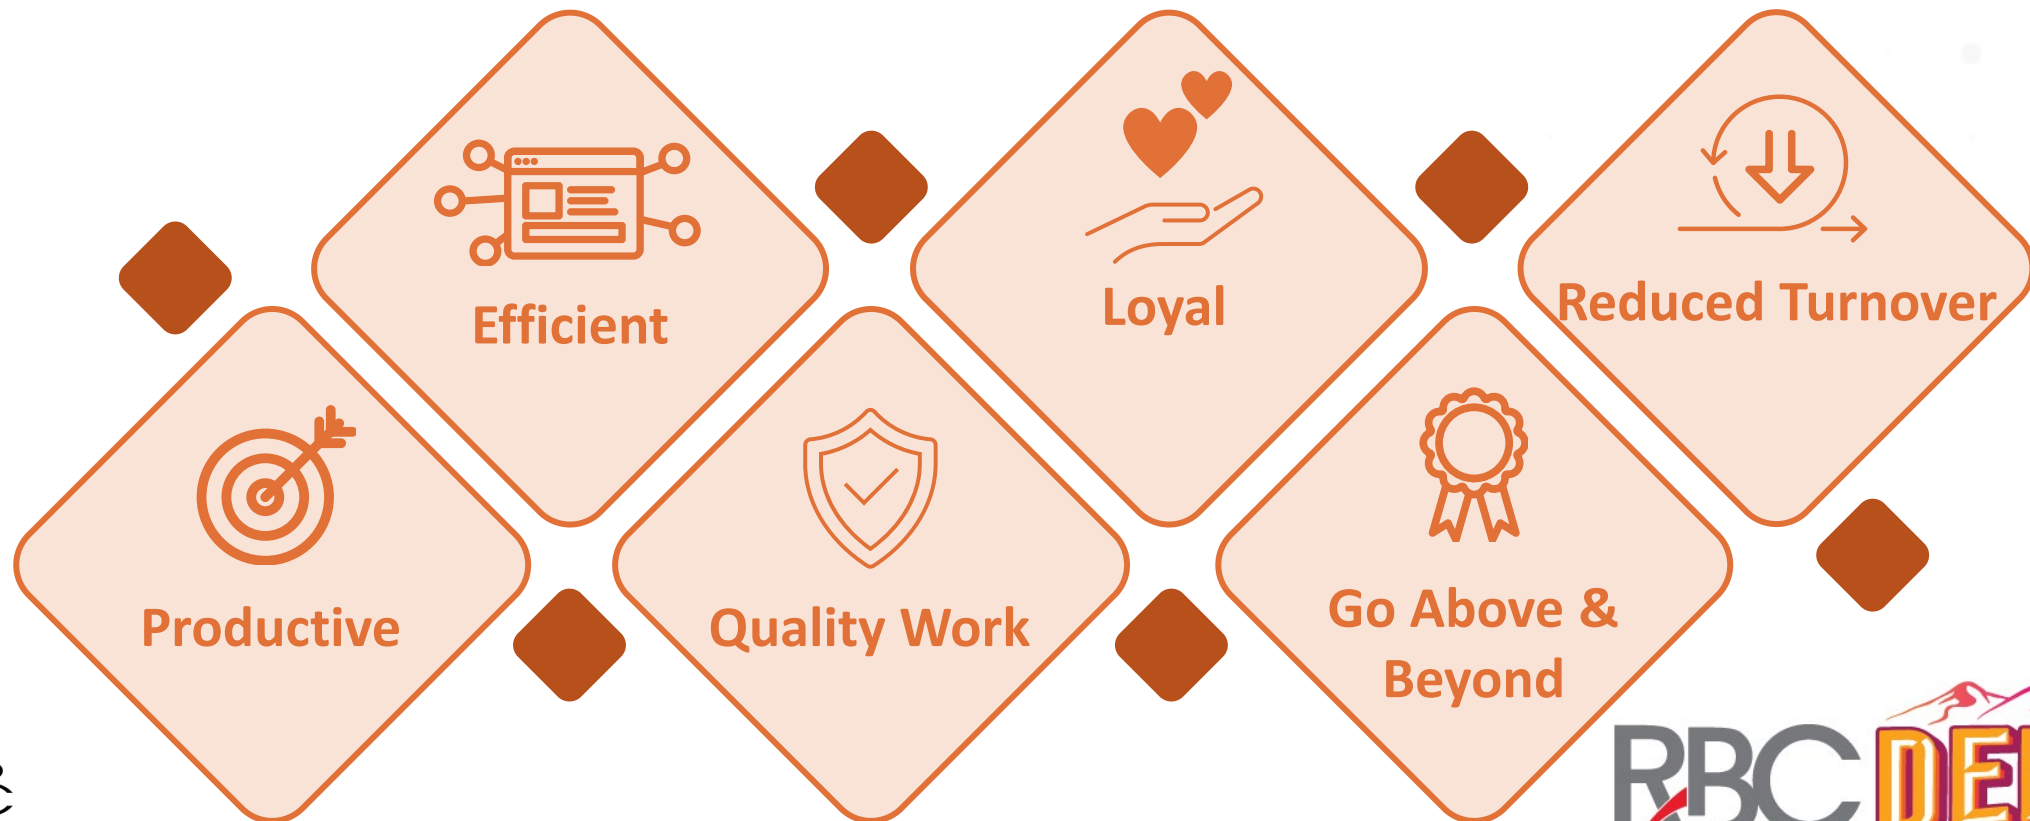 Efficient
Loyal
Reduced Turnover
Productive
Quality Work
Go Above &
Beyond
RBC